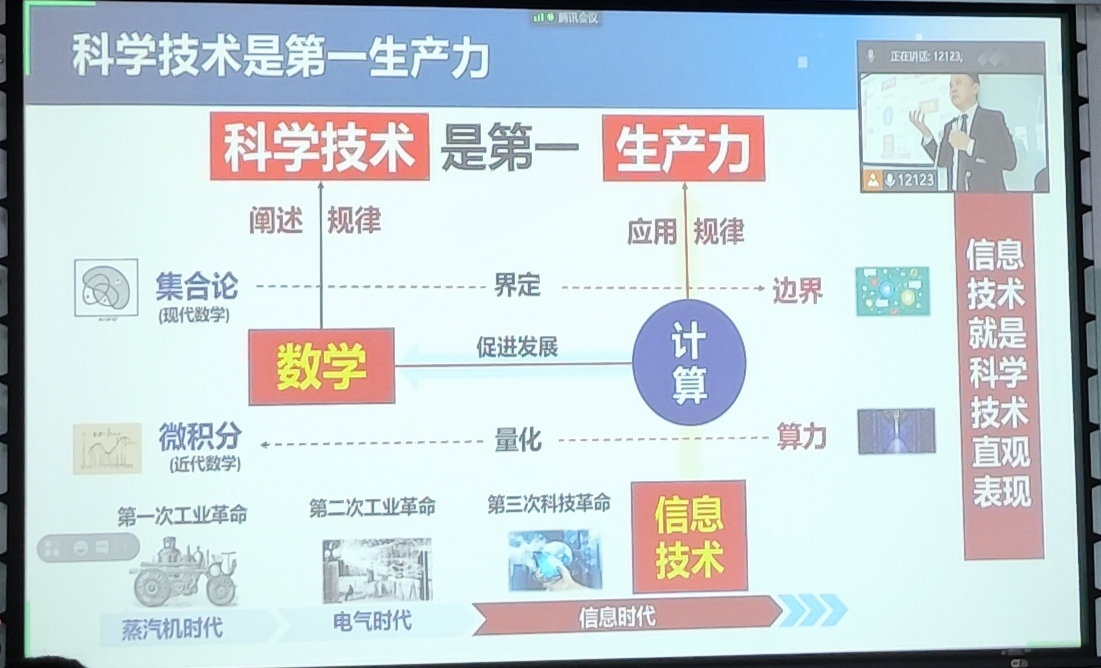 腾讯会议
科学技术是第一生产力
正在讲话: 12123,
12123
科学技术 是第一 生产力
阐述 规律
应用 规律
集合论
(现代数学)
界定
边界
数学
促进发展
计
算
微积分
(近代数学)
量化
算力
信息
技术
就是
科学
技术
直观
表现
第一次工业革命
第二次工业革命
第三次科技革命
信息
技术
蒸汽机时代
电气时代
信息时代